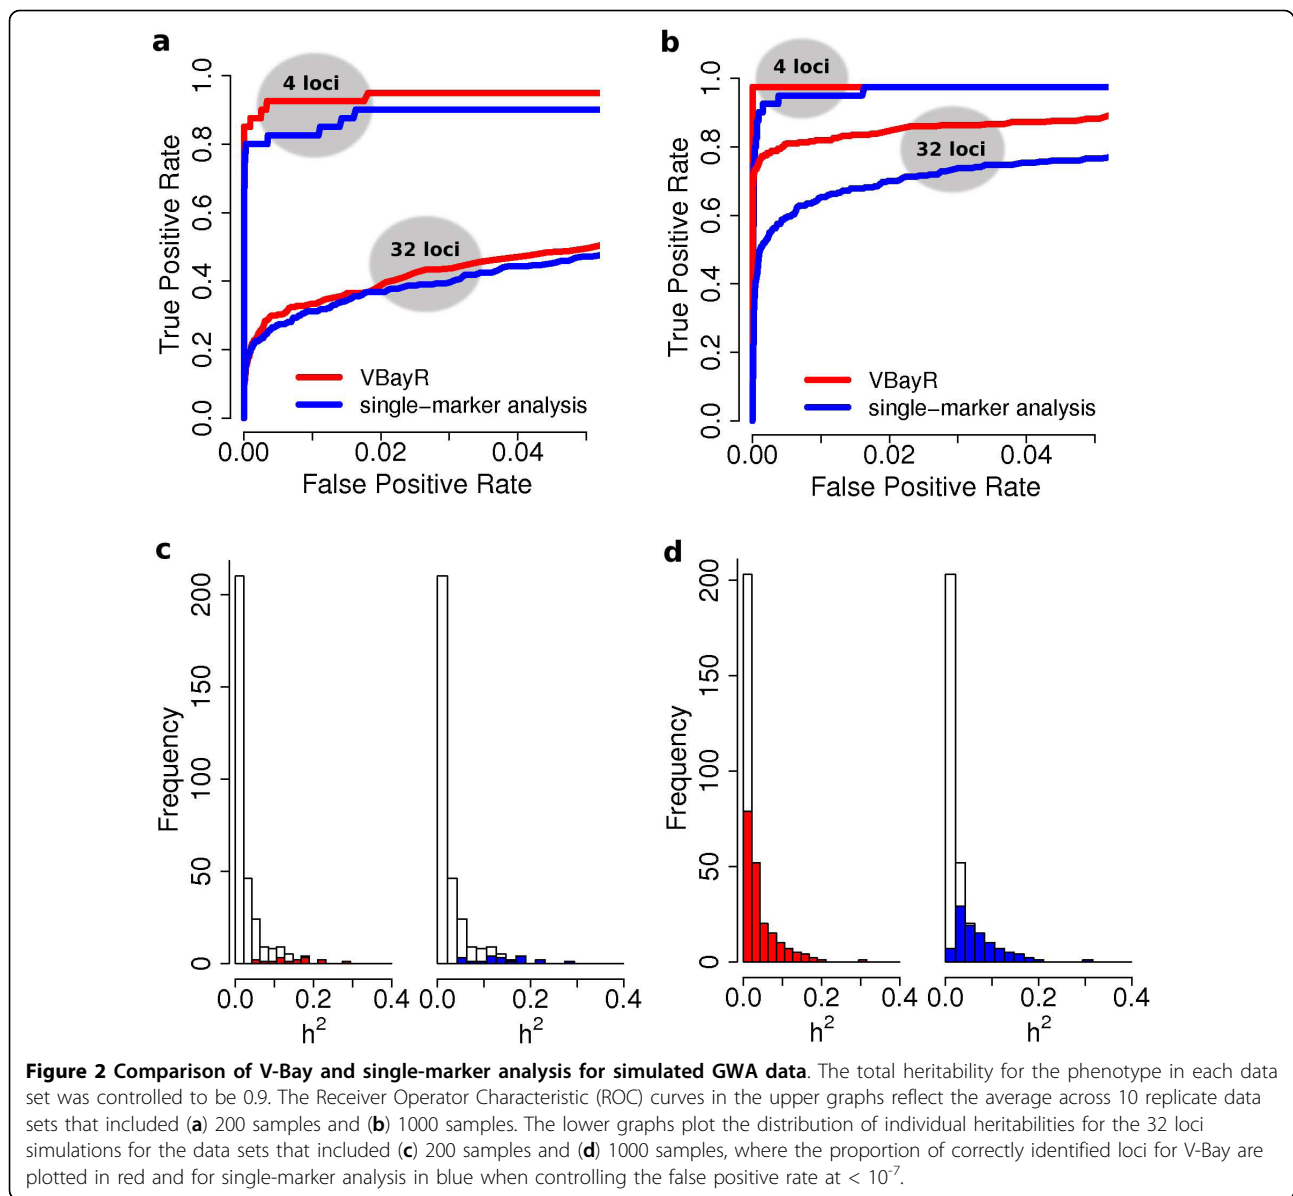 a
4 loci
32 loci
True Positive Rate
0.0 0.2 0.4 0.6 0.8 1.0
VBayR
single-marker analysis
0.00 0.02 0.04
False Positive Rate
b
4 loci
32 loci
True Positive Rate
0.0 0.2 0.4 0.6 0.8 1.0
VBayR
single-marker analysis
0.00 0.02 0.04
False Positive Rate
c
Frequency
0 50 100 150 200
0.0 0.2 0.4
h²
0.0 0.2 0.4
h²
d
Frequency
0 50 100 150 200
0.0 0.2 0.4
h²
0.0 0.2 0.4
h²
Figure 2 Comparison of V-Bay and single-marker analysis for simulated GWA data. The total heritability for the phenotype in each data
set was controlled to be 0.9. The Receiver Operator Characteristic (ROC) curves in the upper graphs reflect the average across 10 replicate data
sets that included (a) 200 samples and (b) 1000 samples. The lower graphs plot the distribution of individual heritabilities for the 32 loci
simulations for the data sets that included (c) 200 samples and (d) 1000 samples, where the proportion of correctly identified loci for V-Bay are
plotted in red and for single-marker analysis in blue when controlling the false positive rate at < 10⁻⁷.